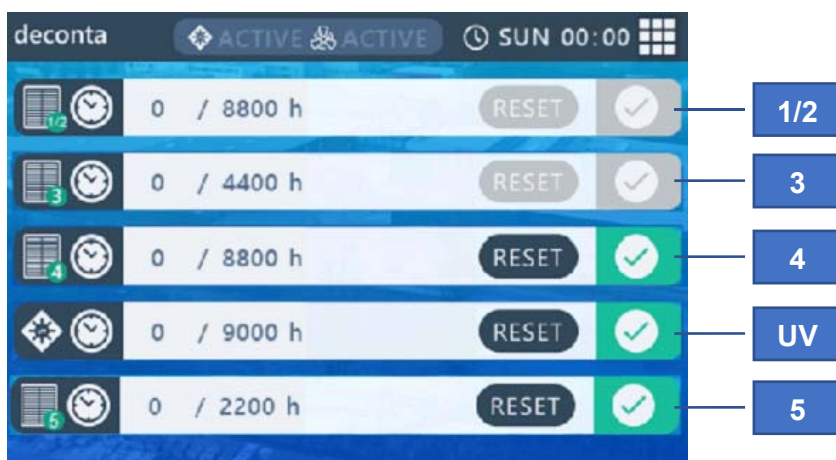 deconta ACTIVE ACTIVE SUN 00:00
1/2 0 / 8800 h RESET 1/2
3 0 / 4400 h RESET 3
4 0 / 8800 h RESET 4
0 / 9000 h RESET UV
5 0 / 2200 h RESET 5